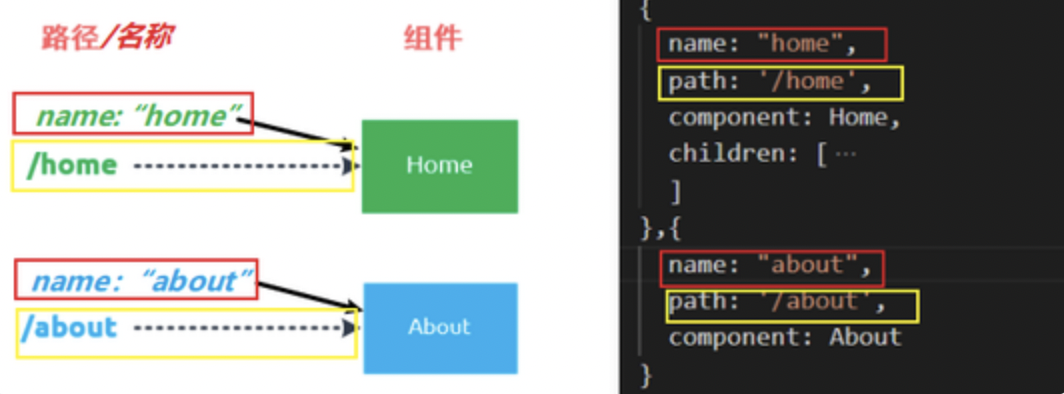 路径/名称
组件
name: “home”
/home
Home
name: “about”
/about
About
{
name: "home",
path: '/home',
component: Home,
children: [ ···
]
},{
name: "about",
path: '/about',
component: About
}